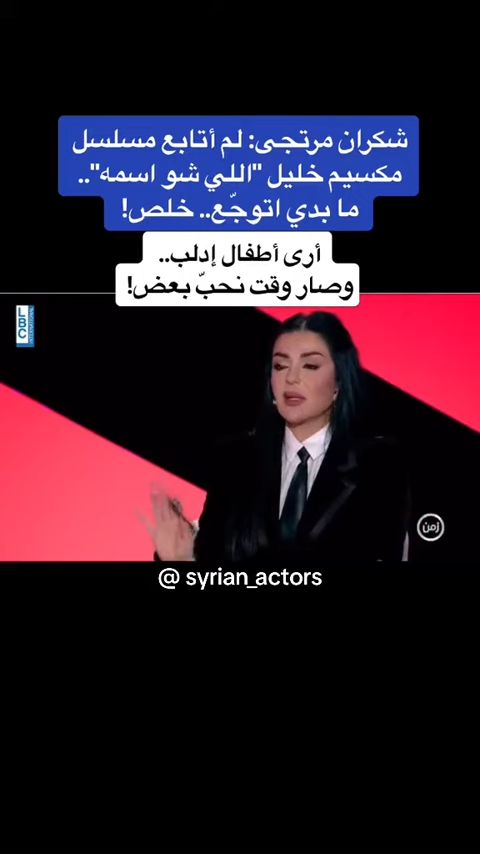 شكران مرتجى: لم أتابع مسلسل
مكسيم خليل "اللي شو اسمه"..
ما بدي اتوجّع.. خلص!
أرى أطفال إدلب..
وصار وقت نحبّ بعض!
LBC
INTERNATIONAL
زمن
@ syrian_actors